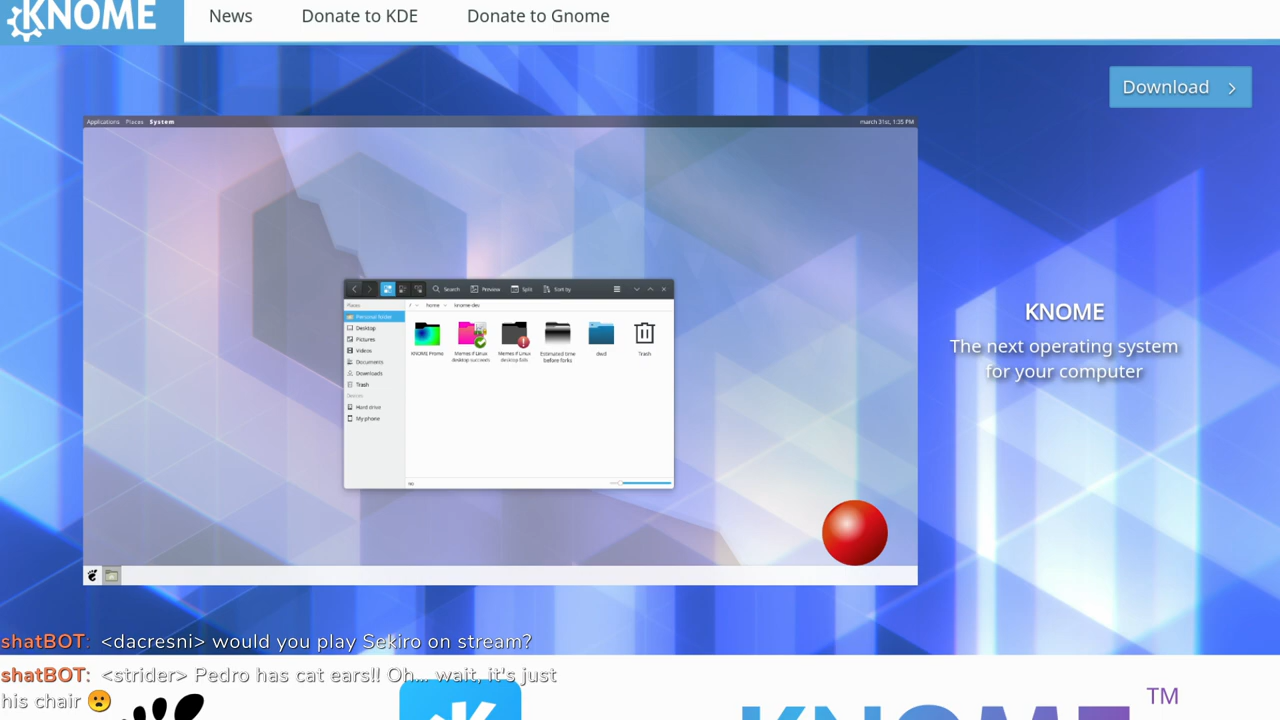 KNOME
News
Donate to KDE
Donate to Gnome
Download
Applications Places System
march 31st, 1:35 PM
Search Preview Split Sort by
Places
/ home knome-dev
Personal folder
Desktop
Pictures
Videos
Documents
Downloads
Trash
Devices
Hard drive
My phone
KNOME Promo
Memes if Linux
desktop succeeds
Memes if Linux
desktop fails
Estimated time
before forks
dwd
Trash
KNOME
The next operating system
for your computer
shatBOT: <dacresni> would you play Sekiro on stream?
shatBOT: <strider> Pedro has cat ears!! Oh... wait, it's just
his chair 😮
KNOME TM